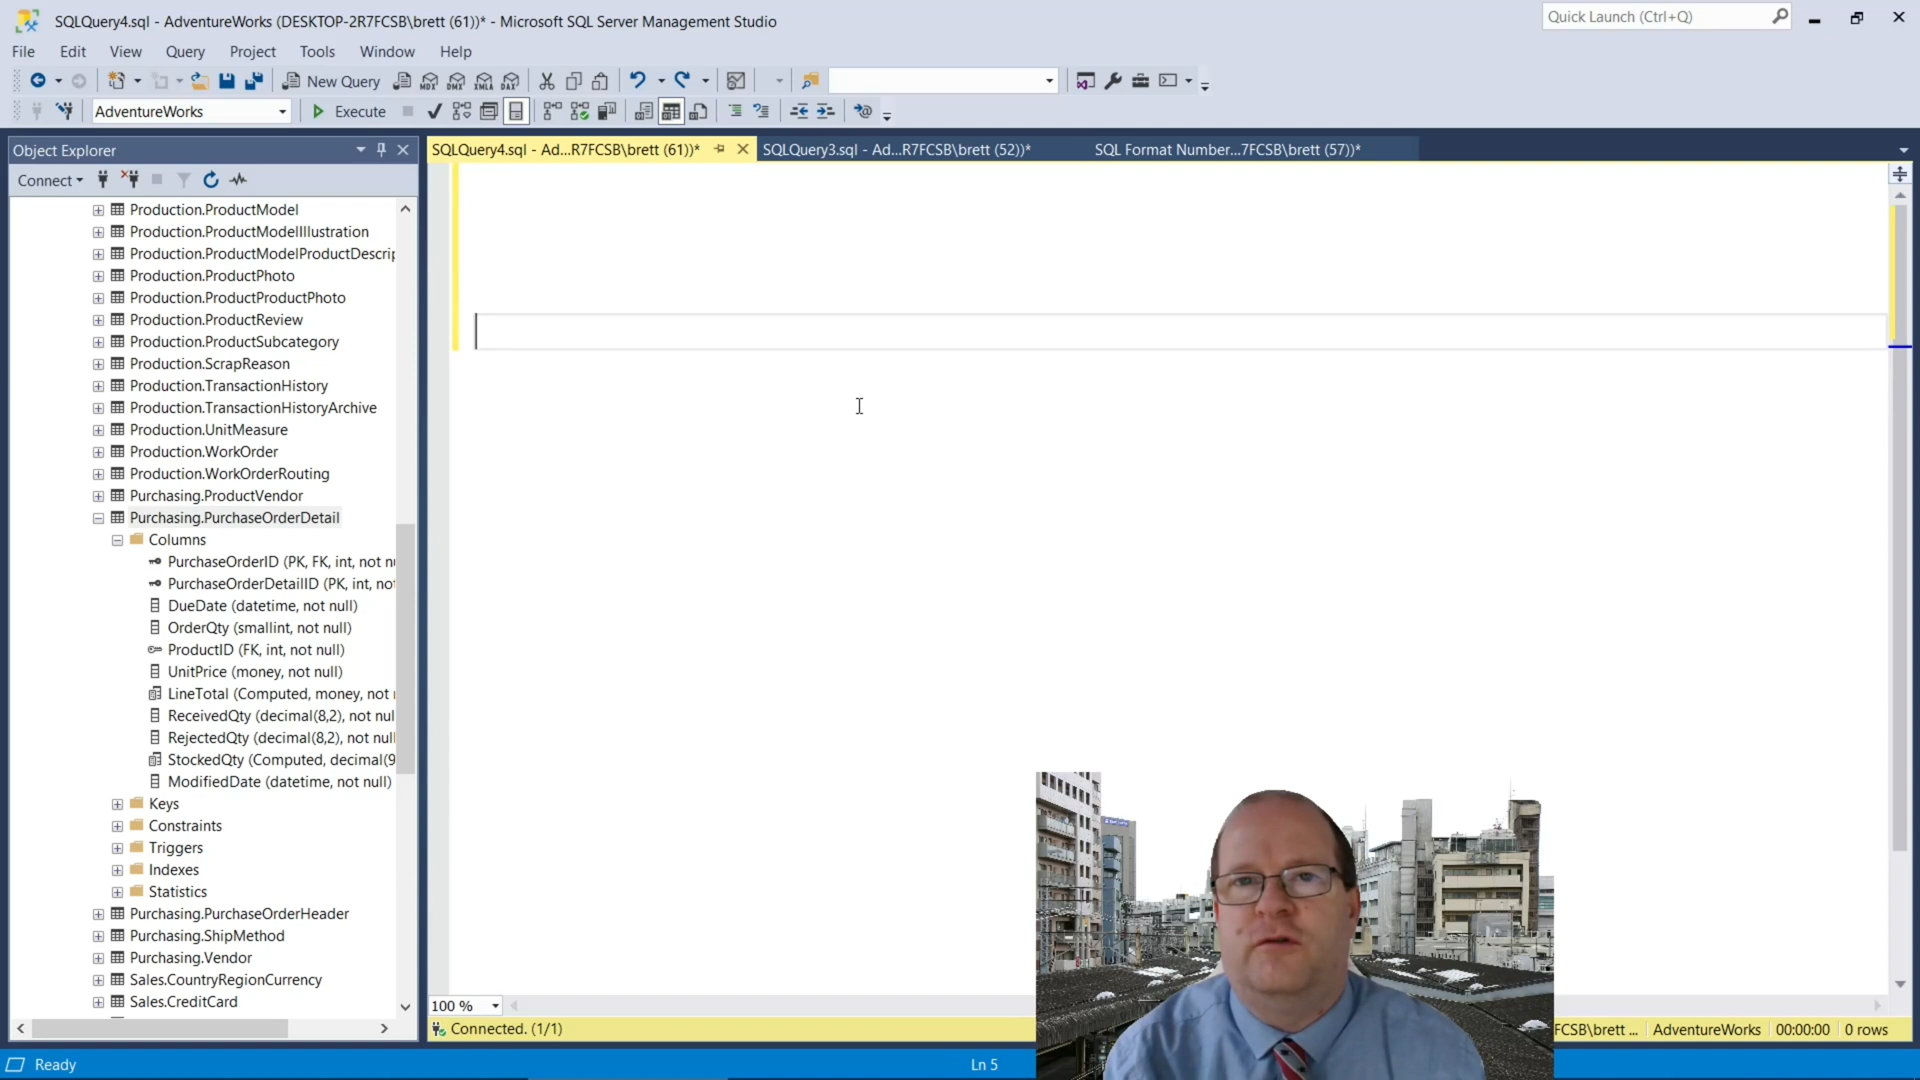 SQLQuery4.sql - AdventureWorks (DESKTOP-2R7FCSB\brett (61))* - Microsoft SQL Server Management Studio
Quick Launch (Ctrl+Q)
File Edit View Query Project Tools Window Help
New Query MDX DMX XMLA DAX
AdventureWorks Execute
Object Explorer
SQLQuery4.sql - Ad...R7FCSB\brett (61))* SQLQuery3.sql - Ad...R7FCSB\brett (52))* SQL Format Number...7FCSB\brett (57))*
Connect
Production.ProductModel
Production.ProductModelIllustration
Production.ProductModelProductDescrip
Production.ProductPhoto
Production.ProductProductPhoto
Production.ProductReview
Production.ProductSubcategory
Production.ScrapReason
Production.TransactionHistory
Production.TransactionHistoryArchive
Production.UnitMeasure
Production.WorkOrder
Production.WorkOrderRouting
Purchasing.ProductVendor
Purchasing.PurchaseOrderDetail
Columns
PurchaseOrderID (PK, FK, int, not nu
PurchaseOrderDetailID (PK, int, not
DueDate (datetime, not null)
OrderQty (smallint, not null)
ProductID (FK, int, not null)
UnitPrice (money, not null)
LineTotal (Computed, money, not
ReceivedQty (decimal(8,2), not nul
RejectedQty (decimal(8,2), not null
StockedQty (Computed, decimal(9
ModifiedDate (datetime, not null)
Keys
Constraints
Triggers
Indexes
Statistics
Purchasing.PurchaseOrderHeader
Purchasing.ShipMethod
Purchasing.Vendor
Sales.CountryRegionCurrency
Sales.CreditCard
100 %
Connected. (1/1) FCSB\brett ... AdventureWorks 00:00:00 0 rows
Ready Ln 5